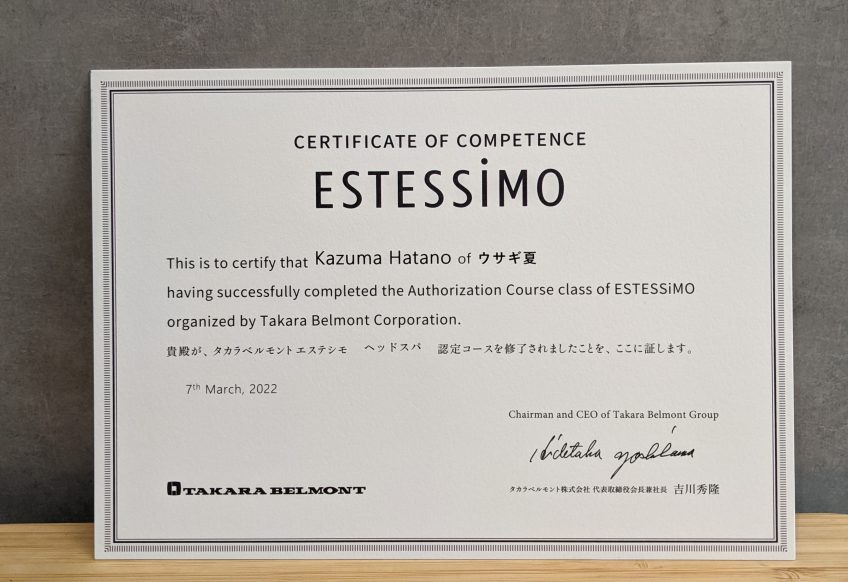 CERTIFICATE OF COMPETENCE
ESTESSiMO
This is to certify that Kazuma Hatano of ウサギ夏
having successfully completed the Authorization Course class of ESTESSiMO
organized by Takara Belmont Corporation.
貴殿が、タカラベルモントエステシモ ヘッドスパ 認定コースを修了されましたことを、ここに証します。
7th March, 2022
Chairman and CEO of Takara Belmont Group
Hidetaka Yoshikawa
TAKARA BELMONT
タカラベルモント株式会社 代表取締役会長兼社長 吉川秀隆